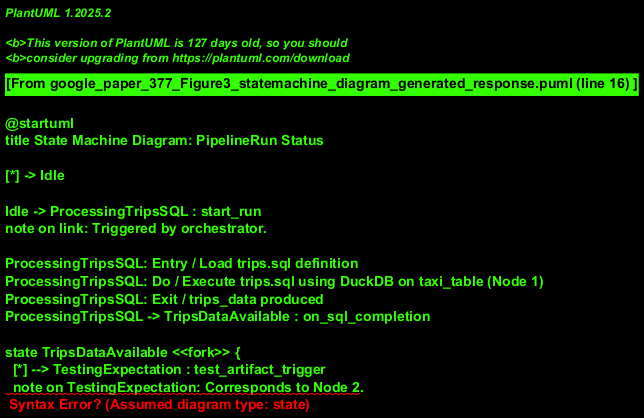 PlantUML 1.2025.2
<b>This version of PlantUML is 127 days old, so you should
<b>consider upgrading from https://plantuml.com/download
[From google_paper_377_Figure3_statemachine_diagram_generated_response.puml (line 16) ]
@startuml
title State Machine Diagram: PipelineRun Status
[*] -> Idle
Idle -> ProcessingTripsSQL : start_run
note on link: Triggered by orchestrator.
ProcessingTripsSQL: Entry / Load trips.sql definition
ProcessingTripsSQL: Do / Execute trips.sql using DuckDB on taxi_table (Node 1)
ProcessingTripsSQL: Exit / trips_data produced
ProcessingTripsSQL -> TripsDataAvailable : on_sql_completion
state TripsDataAvailable <<fork>> {
[*] --> TestingExpectation : test_artifact_trigger
note on TestingExpectation: Corresponds to Node 2.
Syntax Error? (Assumed diagram type: state)